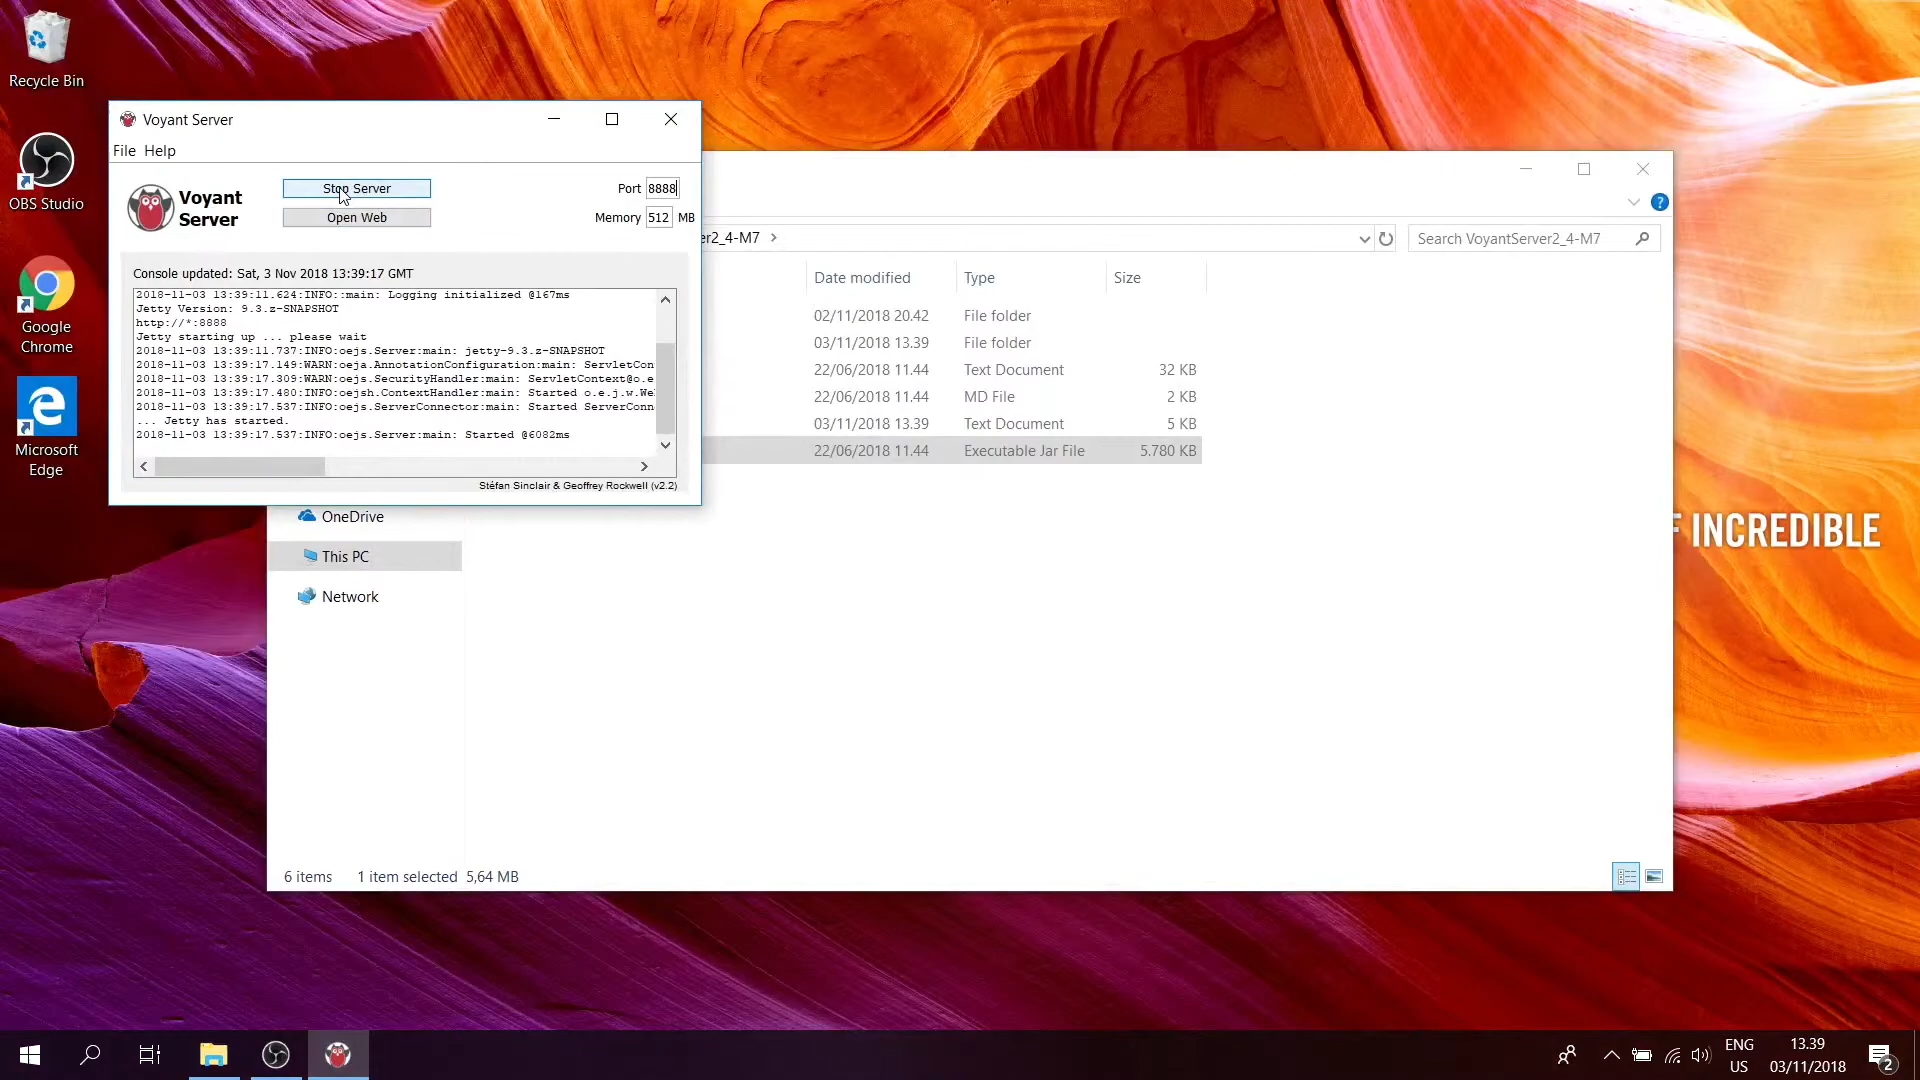 Recycle Bin
OBS Studio
Google
Chrome
Microsoft
Edge
Voyant Server
File Help
Voyant
Server
Stop Server
Open Web
Port 8888
Memory 512 MB
Console updated: Sat, 3 Nov 2018 13:39:17 GMT
2018-11-03 13:39:11.624:INFO::main: Logging initialized @167ms
Jetty Version: 9.3.z-SNAPSHOT
http://*:8888
Jetty starting up ... please wait
2018-11-03 13:39:11.737:INFO:oejs.Server:main: jetty-9.3.z-SNAPSHOT
2018-11-03 13:39:17.149:WARN:oeja.AnnotationConfiguration:main: ServletCon
2018-11-03 13:39:17.309:WARN:oejs.SecurityHandler:main: ServletContext@o.e
2018-11-03 13:39:17.480:INFO:oejsh.ContextHandler:main: Started o.e.j.w.We
2018-11-03 13:39:17.537:INFO:oejs.ServerConnector:main: Started ServerConn
... Jetty has started.
2018-11-03 13:39:17.537:INFO:oejs.Server:main: Started @6082ms
Stéfan Sinclair & Geoffrey Rockwell (v2.2)
er2_4-M7
Search VoyantServer2_4-M7
Date modified Type Size
02/11/2018 20.42 File folder
03/11/2018 13.39 File folder
22/06/2018 11.44 Text Document 32 KB
22/06/2018 11.44 MD File 2 KB
03/11/2018 13.39 Text Document 5 KB
22/06/2018 11.44 Executable Jar File 5.780 KB
OneDrive
This PC
Network
6 items 1 item selected 5,64 MB
F INCREDIBLE
ENG
US
13.39
03/11/2018
2